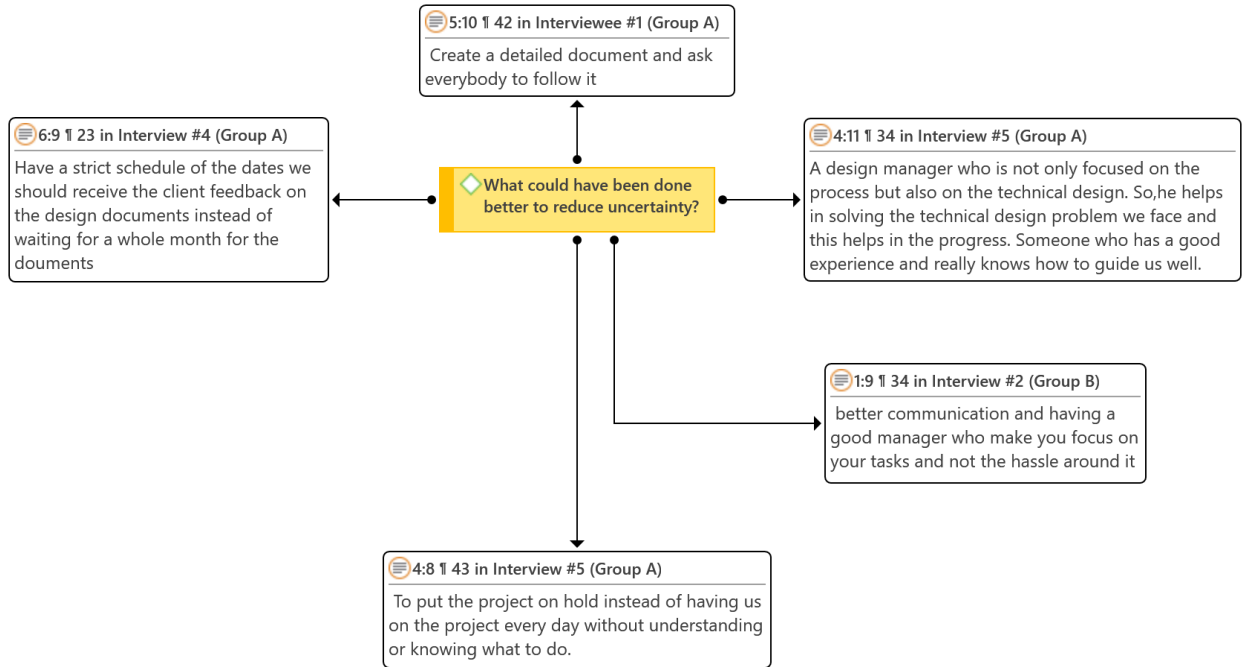 5:10 ¶ 42 in Interviewee #1 (Group A)
Create a detailed document and ask
everybody to follow it
6:9 ¶ 23 in Interview #4 (Group A)
Have a strict schedule of the dates we
should receive the client feedback on
the design documents instead of
waiting for a whole month for the
douments
What could have been done
better to reduce uncertainty?
4:11 ¶ 34 in Interview #5 (Group A)
A design manager who is not only focused on the
process but also on the technical design. So,he helps
in solving the technical design problem we face and
this helps in the progress. Someone who has a good
experience and really knows how to guide us well.
1:9 ¶ 34 in Interview #2 (Group B)
better communication and having a
good manager who make you focus on
your tasks and not the hassle around it
4:8 ¶ 43 in Interview #5 (Group A)
To put the project on hold instead of having us
on the project every day without understanding
or knowing what to do.